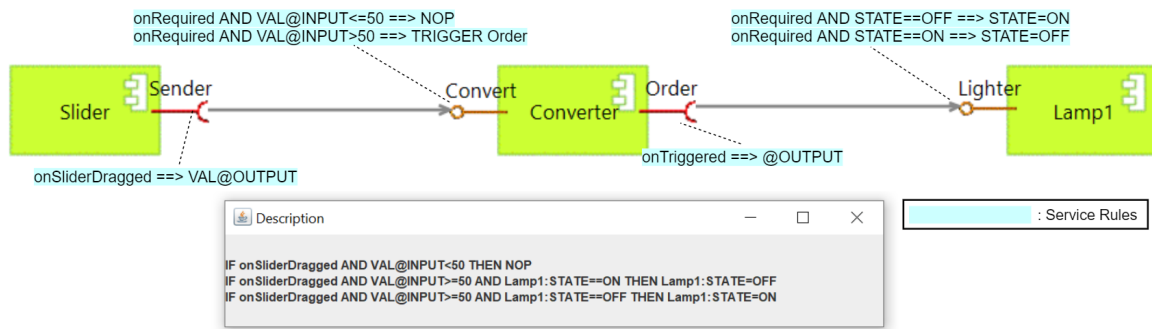 onRequired AND VAL@INPUT<=50 ==> NOP
onRequired AND VAL@INPUT>50 ==> TRIGGER Order
onRequired AND STATE==OFF ==> STATE=ON
onRequired AND STATE==ON ==> STATE=OFF
Sender
Convert
Order
Lighter
Slider
Converter
Lamp1
onTriggered ==> @OUTPUT
onSliderDragged ==> VAL@OUTPUT
Description
: Service Rules
IF onSliderDragged AND VAL@INPUT<50 THEN NOP
IF onSliderDragged AND VAL@INPUT>=50 AND Lamp1:STATE==ON THEN Lamp1:STATE=OFF
IF onSliderDragged AND VAL@INPUT>=50 AND Lamp1:STATE==OFF THEN Lamp1:STATE=ON